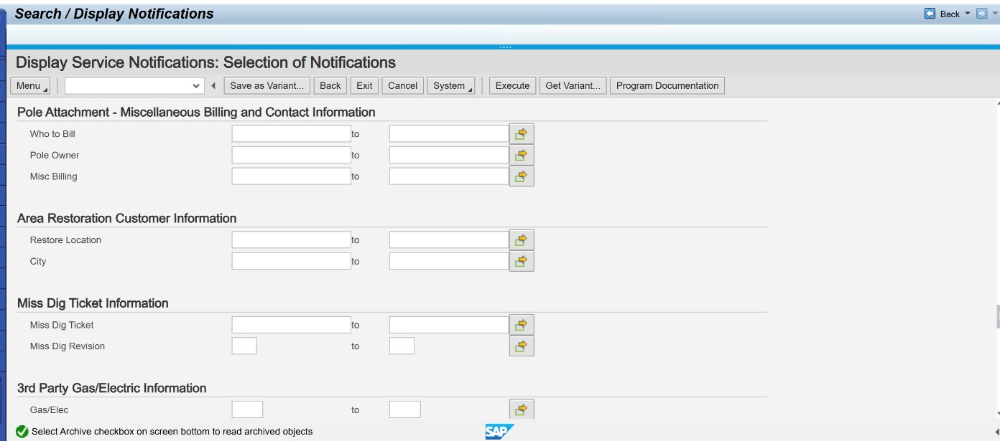 Search / Display Notifications
Back
Display Service Notifications: Selection of Notifications
Menu Save as Variant... Back Exit Cancel System Execute Get Variant... Program Documentation
Pole Attachment - Miscellaneous Billing and Contact Information
Who to Bill to
Pole Owner to
Misc Billing to
Area Restoration Customer Information
Restore Location to
City to
Miss Dig Ticket Information
Miss Dig Ticket to
Miss Dig Revision to
3rd Party Gas/Electric Information
Gas/Elec to
Select Archive checkbox on screen bottom to read archived objects SAP